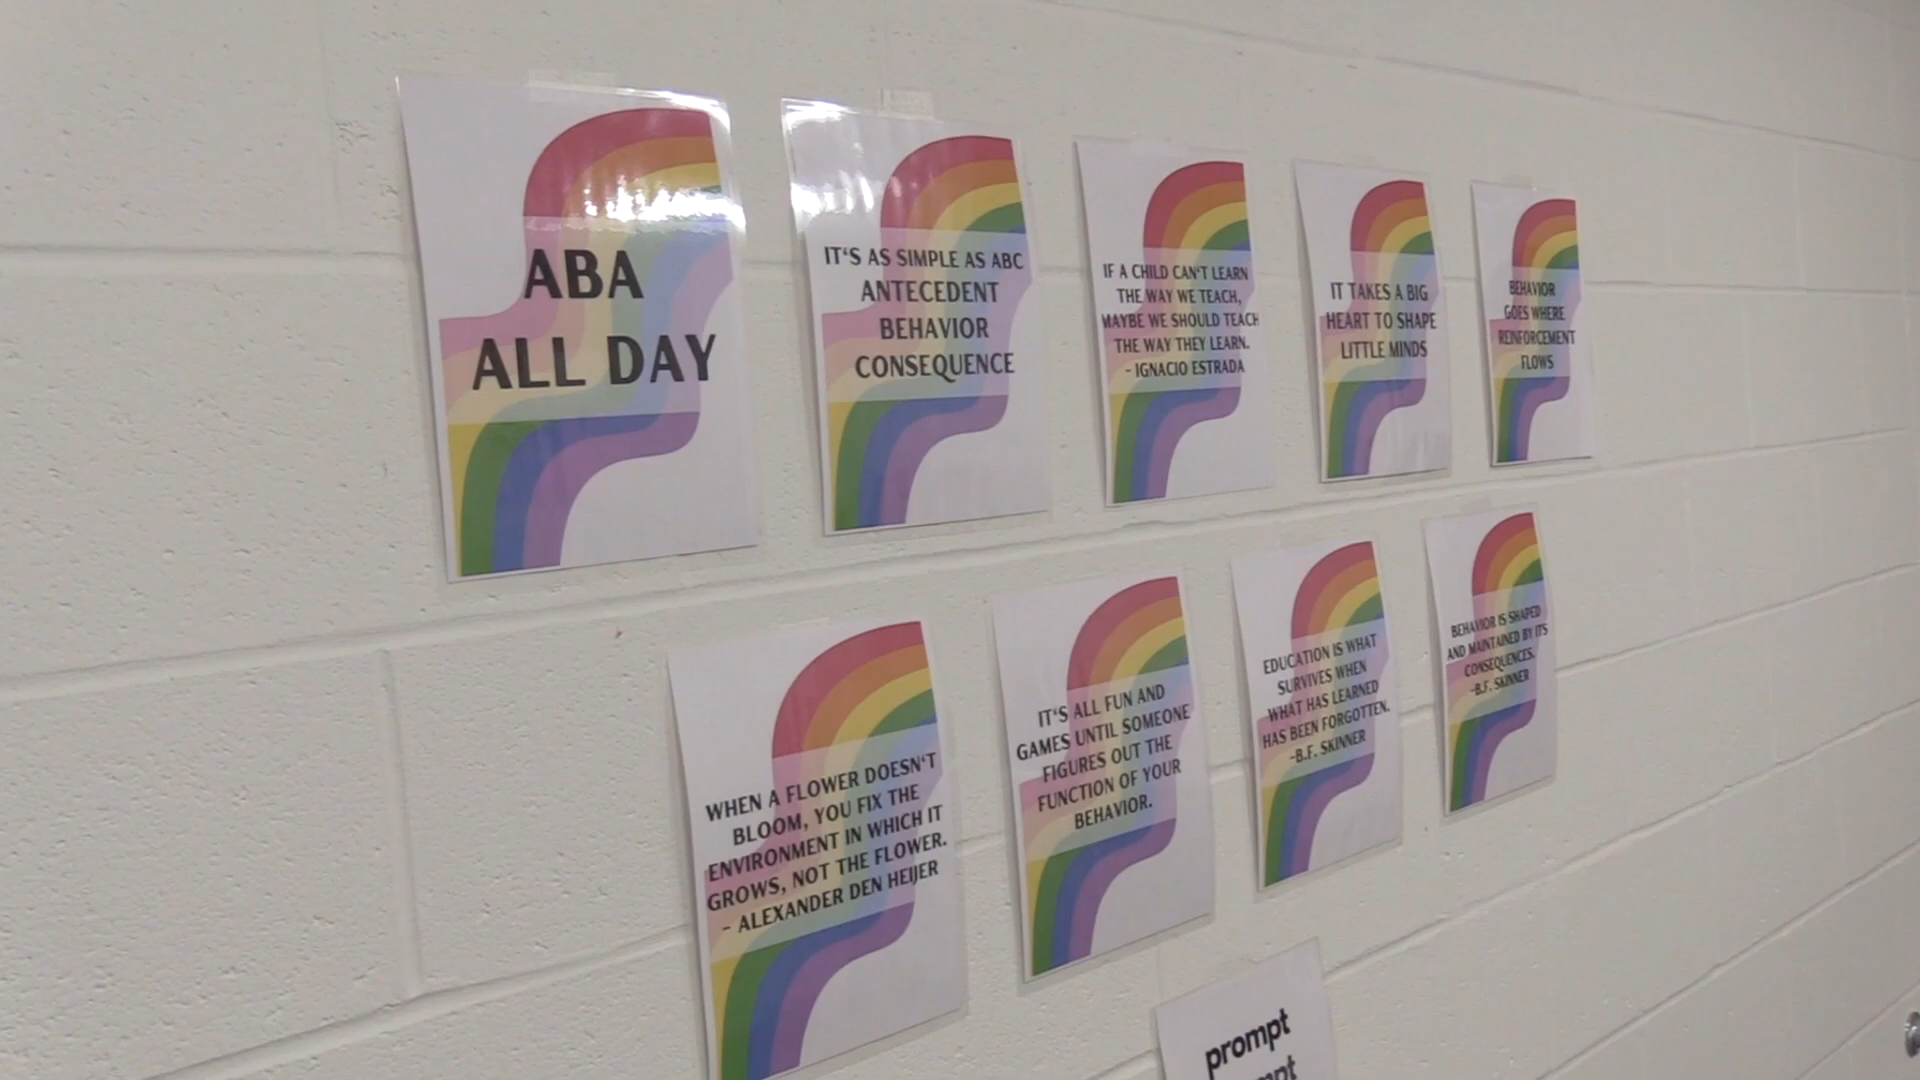 ABA
ALL DAY
IT'S AS SIMPLE AS ABC
ANTECEDENT
BEHAVIOR
CONSEQUENCE
IF A CHILD CAN'T LEARN
THE WAY WE TEACH,
MAYBE WE SHOULD TEACH
THE WAY THEY LEARN.
- IGNACIO ESTRADA
IT TAKES A BIG
HEART TO SHAPE
LITTLE MINDS
BEHAVIOR
GOES WHERE
REINFORCEMENT
FLOWS
WHEN A FLOWER DOESN'T
BLOOM, YOU FIX THE
ENVIRONMENT IN WHICH IT
GROWS, NOT THE FLOWER.
- ALEXANDER DEN HEIJER
IT'S ALL FUN AND
GAMES UNTIL SOMEONE
FIGURES OUT THE
FUNCTION OF YOUR
BEHAVIOR.
EDUCATION IS WHAT
SURVIVES WHEN
WHAT HAS LEARNED
HAS BEEN FORGOTTEN.
-B.F. SKINNER
BEHAVIOR IS SHAPED
AND MAINTAINED BY ITS
CONSEQUENCES.
-B.F. SKINNER
prompt